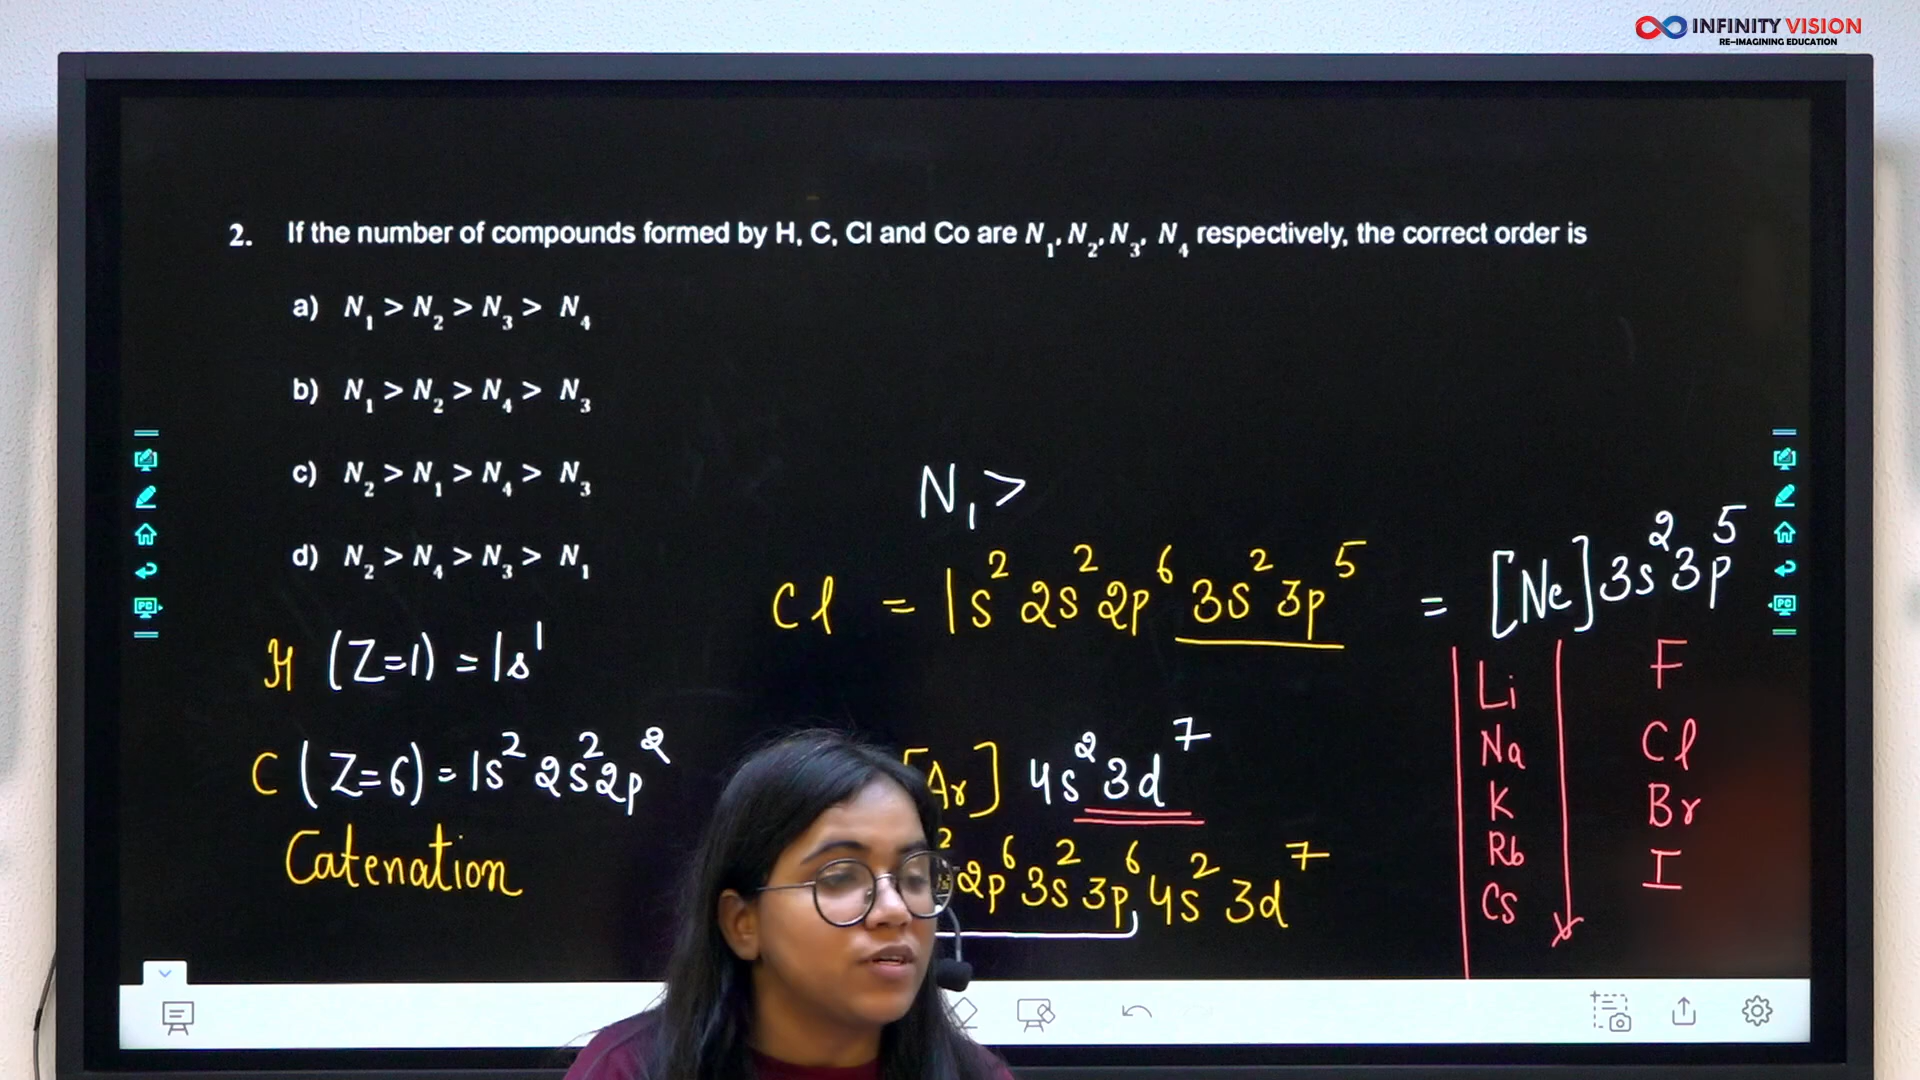 INFINITY VISION
RE-IMAGINING EDUCATION
2. If the number of compounds formed by H, C, Cl and Co are N₁, N₂, N₃, N₄ respectively, the correct order is
a) N₁ > N₂ > N₃ > N₄
b) N₁ > N₂ > N₄ > N₃
c) N₂ > N₁ > N₄ > N₃
d) N₂ > N₄ > N₃ > N₁
N₁ >
Cl = 1s² 2s² 2p⁶ 3s² 3p⁵ = [Ne] 3s² 3p⁵
H (Z=1) = 1s¹
C (Z=6) = 1s² 2s² 2p²
Catenation
[Ar] 4s² 3d⁷
2p⁶ 3s² 3p⁶ 4s² 3d⁷
Li
Na
K
Rb
Cs
F
Cl
Br
I